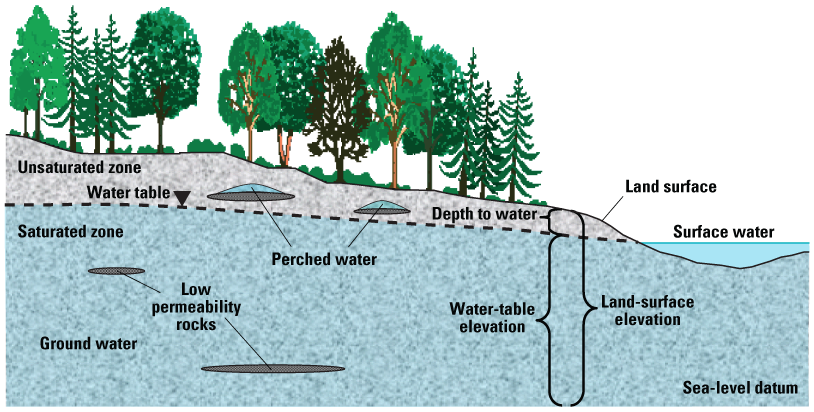 Unsaturated zone
Water table
Land surface
Depth to water
Saturated zone
Surface water
Perched water
Low
permeability
rocks
Water-table
elevation
Land-surface
elevation
Ground water
Sea-level datum